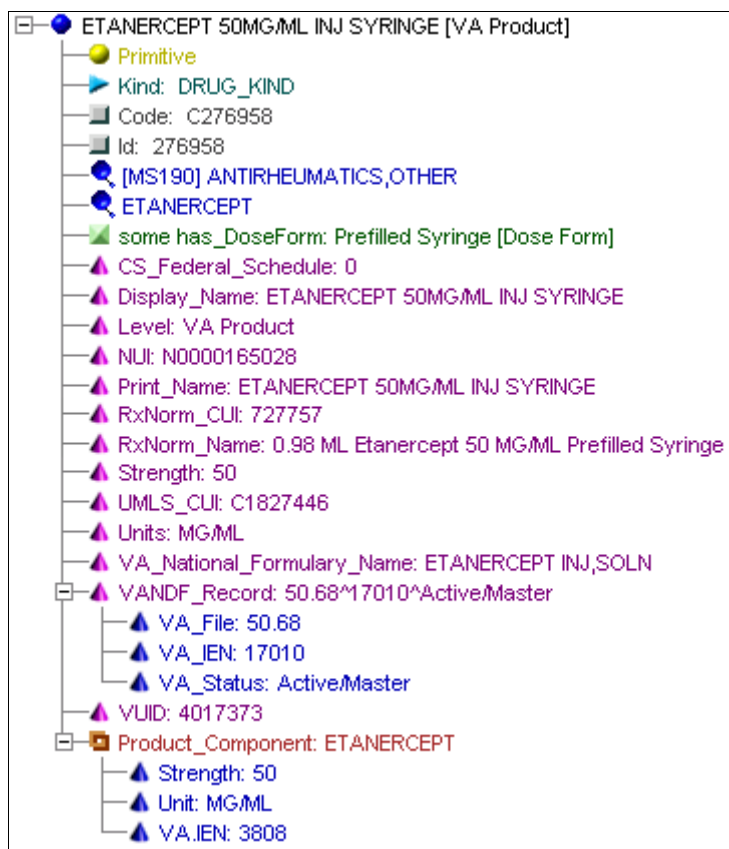 ETANERCEPT 50MG/ML INJ SYRINGE [VA Product]
Primitive
Kind: DRUG_KIND
Code: C276958
Id: 276958
[MS190] ANTIRHEUMATICS,OTHER
ETANERCEPT
some has_DoseForm: Prefilled Syringe [Dose Form]
CS_Federal_Schedule: 0
Display_Name: ETANERCEPT 50MG/ML INJ SYRINGE
Level: VA Product
NUI: N0000165028
Print_Name: ETANERCEPT 50MG/ML INJ SYRINGE
RxNorm_CUI: 727757
RxNorm_Name: 0.98 ML Etanercept 50 MG/ML Prefilled Syringe
Strength: 50
UMLS_CUI: C1827446
Units: MG/ML
VA_National_Formulary_Name: ETANERCEPT INJ,SOLN
VANDF_Record: 50.68^17010^Active/Master
VA_File: 50.68
VA_IEN: 17010
VA_Status: Active/Master
VUID: 4017373
Product_Component: ETANERCEPT
Strength: 50
Unit: MG/ML
VA.IEN: 3808